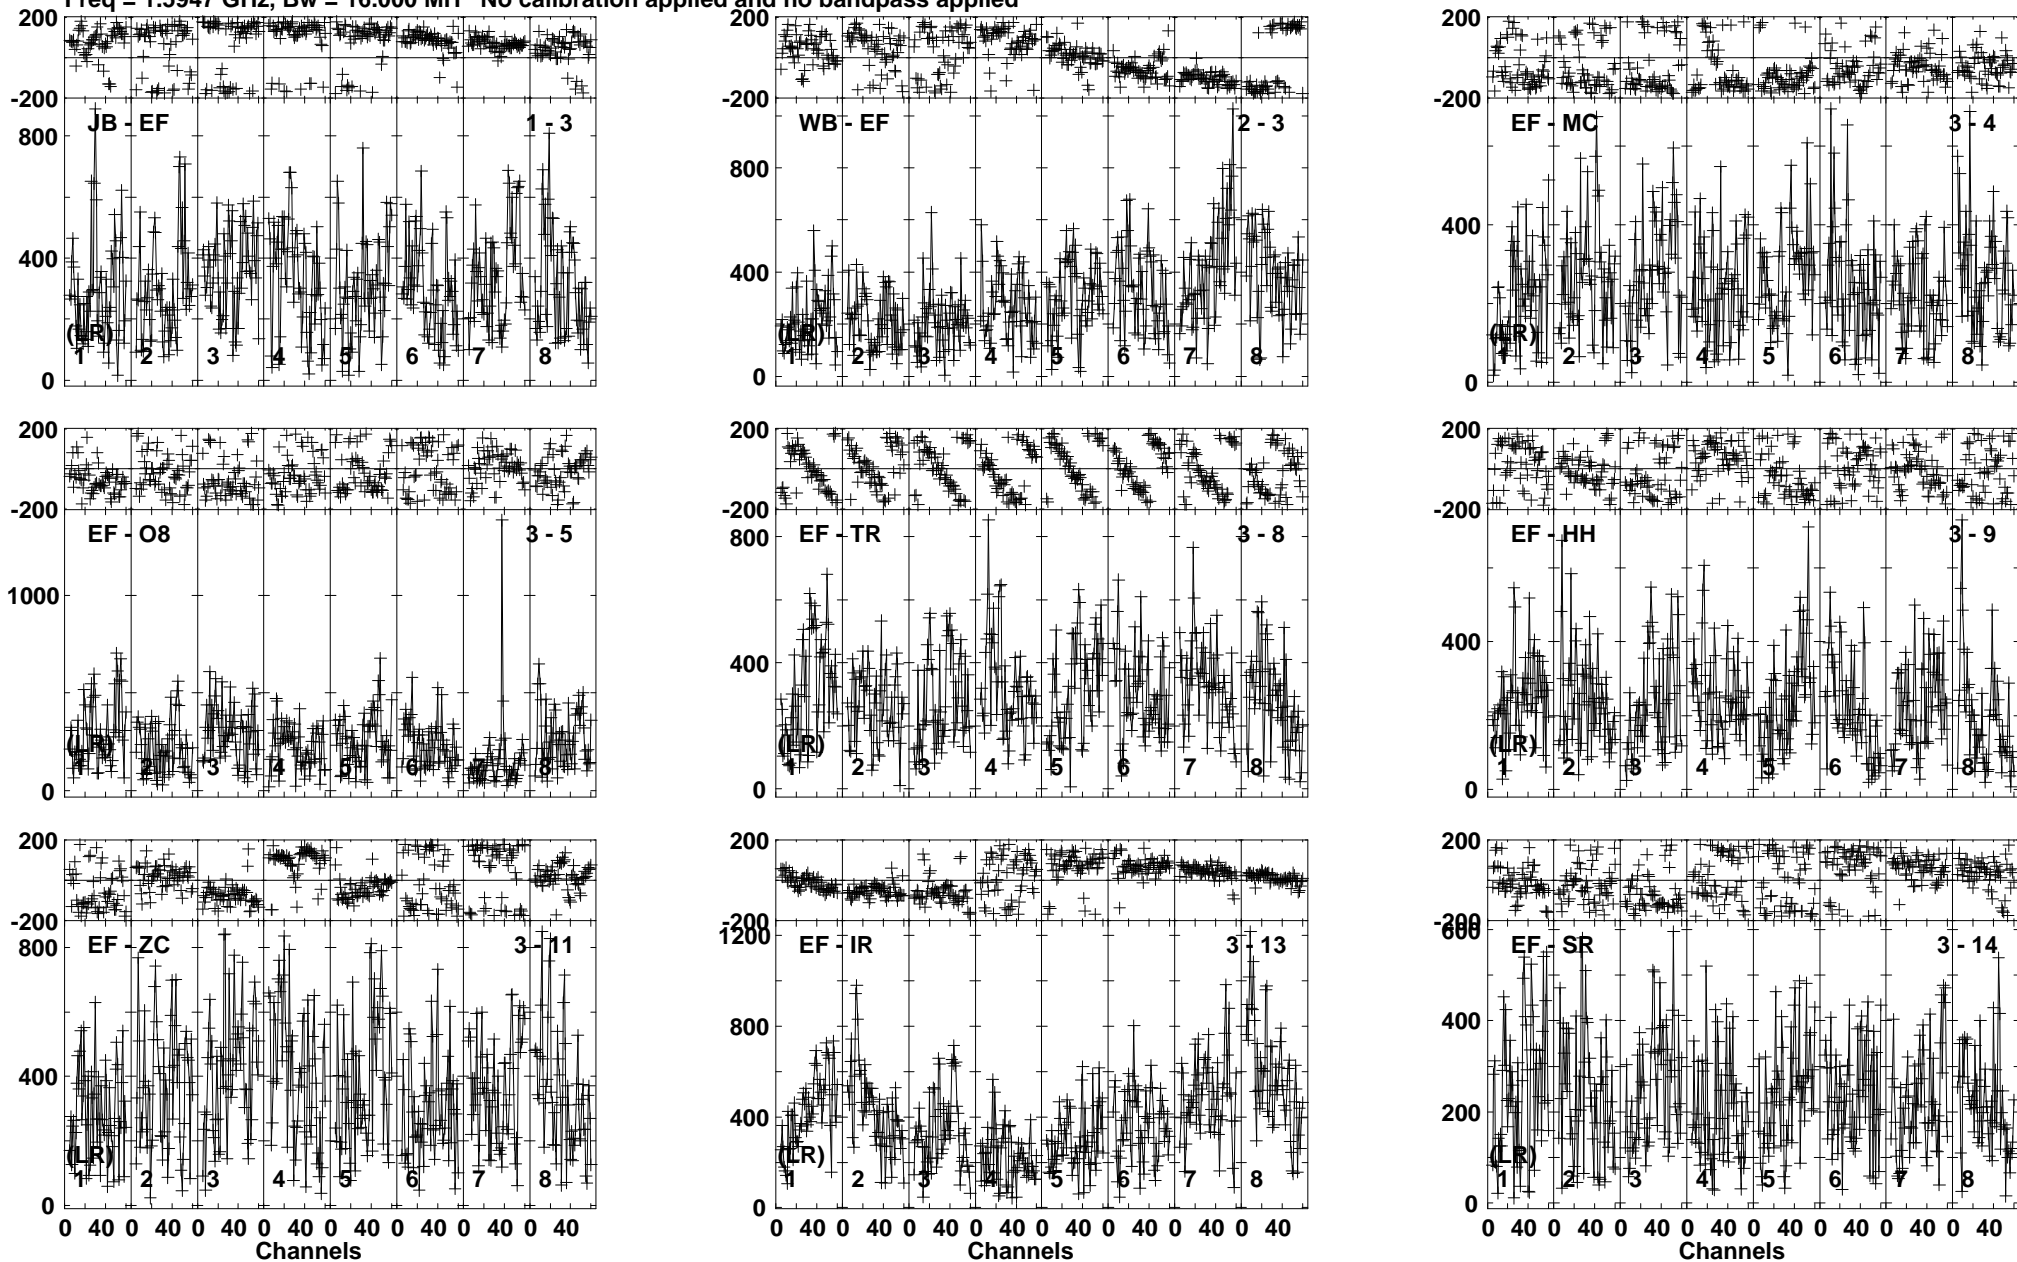 Freq = 1.5947 GHz, Bw = 16.000 MH No calibration applied and no bandpass applied
200 200 200
-200 -200 -200
JB - EF 1 - 3 WB - EF 2 - 3 EF - MC 3 - 4
800 800
400 400 400
(LR) (LR) (LR)
1 2 3 4 5 6 7 8 1 2 3 4 5 6 7 8 1 2 3 4 5 6 7 8
0 0 0
200 200 200
-200 -200 -200
EF - O8 3 - 5 EF - TR 3 - 8 EF - HH 3 - 9
1000 800
400 400
(LR) (LR) (LR)
1 2 3 4 5 6 7 8 1 2 3 4 5 6 7 8 1 2 3 4 5 6 7 8
0 0 0
200 200 200
-200 -200 -200
EF - ZC 3 - 11 EF - IR 3 - 13 EF - SR 3 - 14
800 1200 600
400 800 400
400 200
(LR) (LR) (LR)
1 2 3 4 5 6 7 8 1 2 3 4 5 6 7 8 1 2 3 4 5 6 7 8
0 0 0
0 40 0 40 0 40 0 40 0 40 0 40 0 40 0 40 0 40 0 40 0 40 0 40 0 40 0 40 0 40 0 40 0 40 0 40 0 40 0 40 0 40 0 40 0 40 0 40
Channels Channels